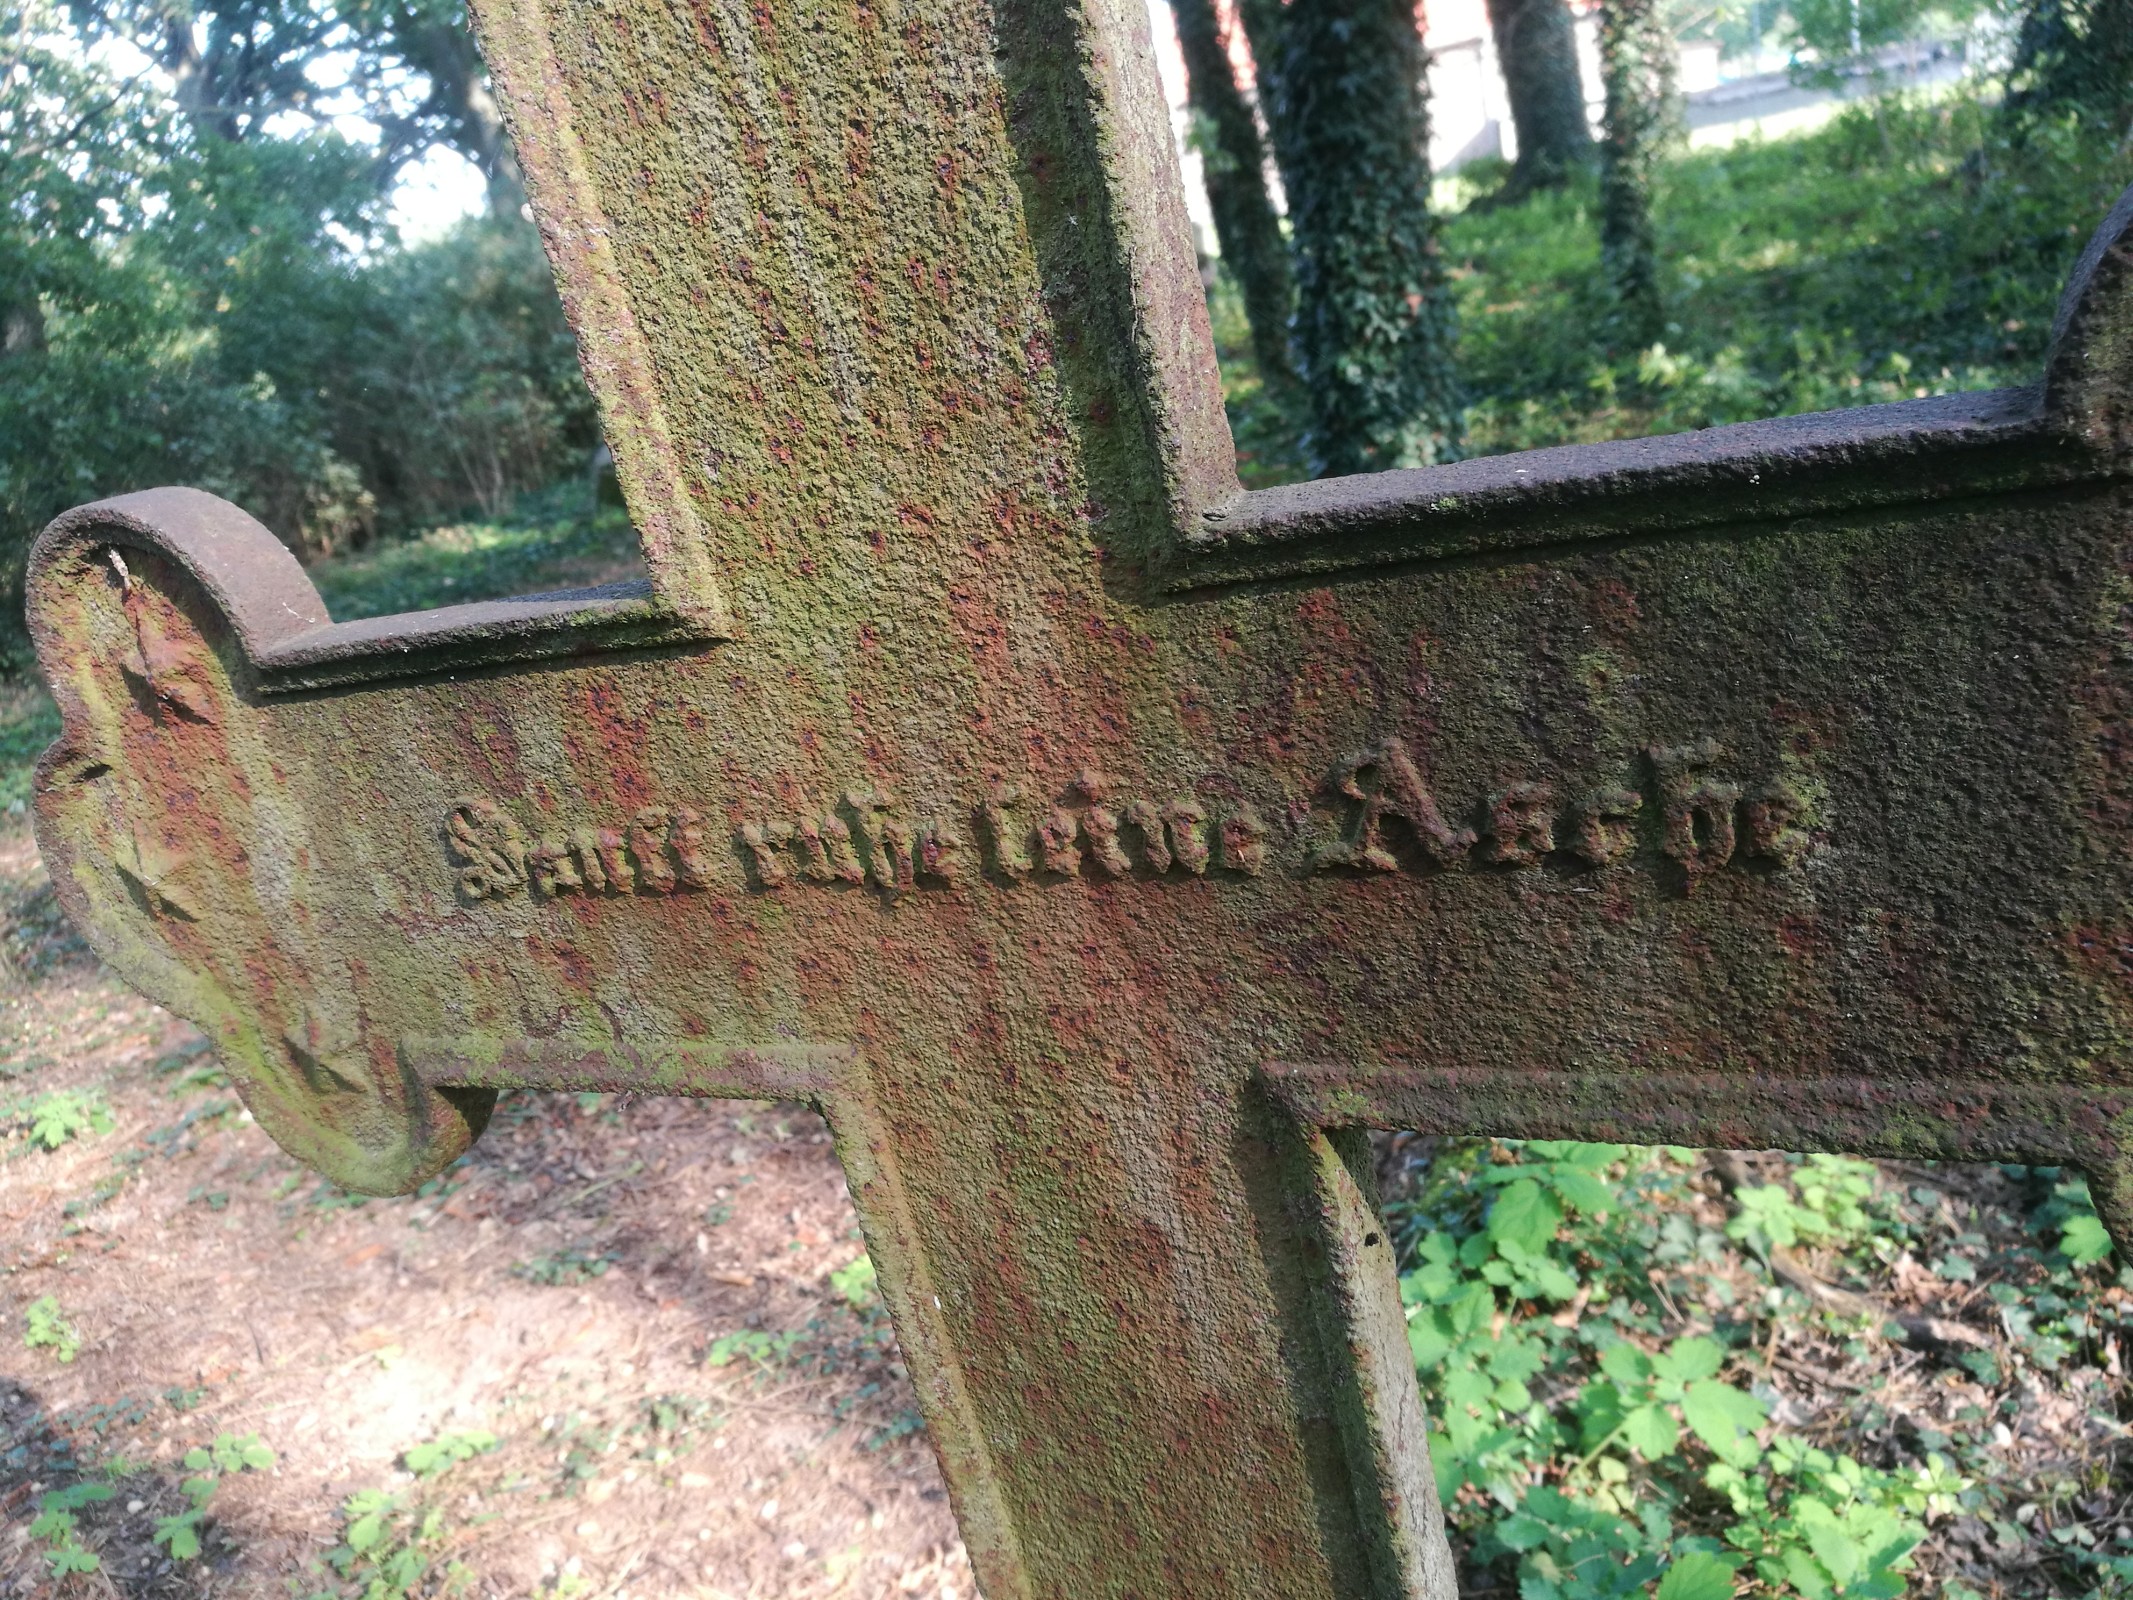 Sanft ruhe seine Asche